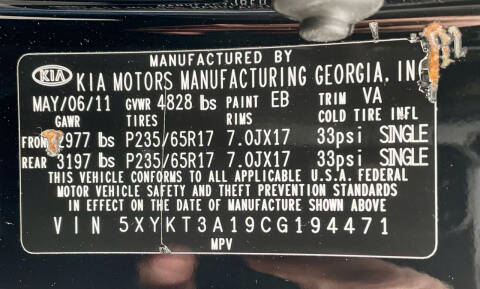 MANUFACTURED BY
KIA KIA MOTORS MANUFACTURING GEORGIA, INC
MAY/06/11 GVWR 4828 lbs PAINT EB TRIM VA
GAWR TIRES RIMS COLD TIRE INFL
FRONT 2977 lbs P235/65R17 7.0JX17 33psi SINGLE
REAR 3197 lbs P235/65R17 7.0JX17 33psi SINGLE
THIS VEHICLE CONFORMS TO ALL APPLICABLE U.S.A. FEDERAL
MOTOR VEHICLE SAFETY AND THEFT PREVENTION STANDARDS
IN EFFECT ON THE DATE OF MANUFACTURE SHOWN ABOVE
VIN 5XYKT3A19CG194471
MPV